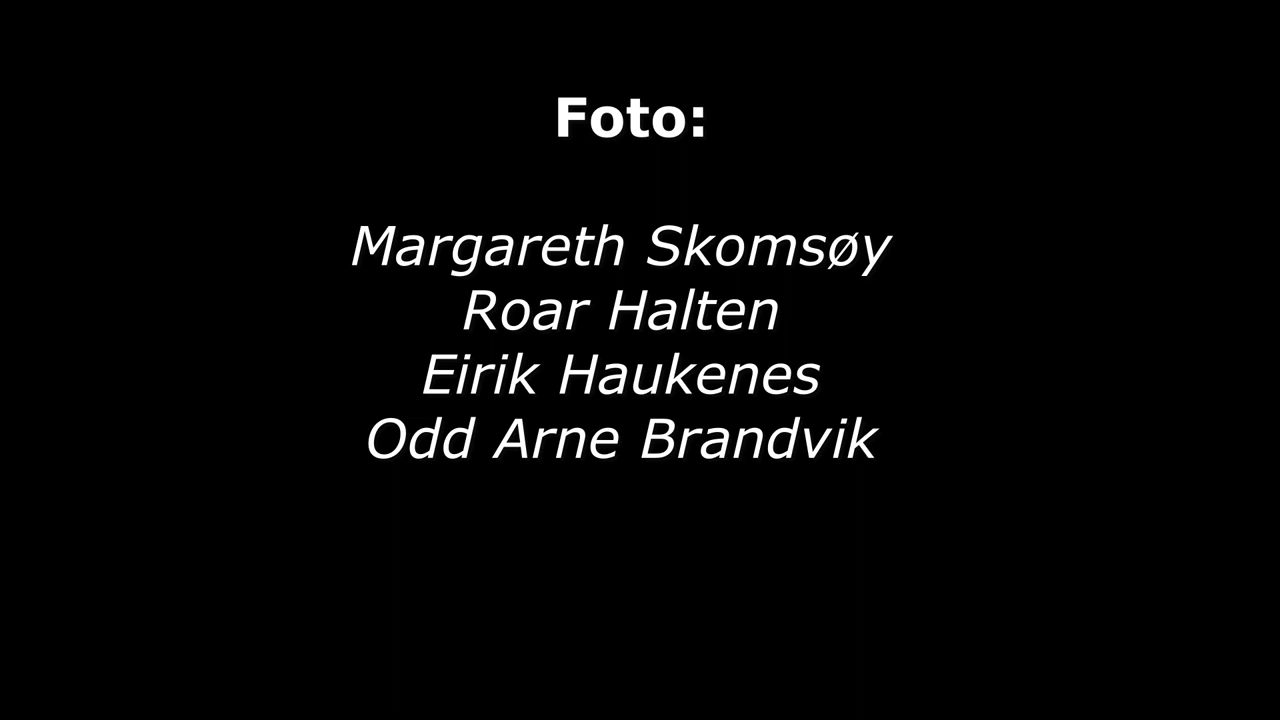 Foto:
Margareth Skomsøy
Roar Halten
Eirik Haukenes
Odd Arne Brandvik